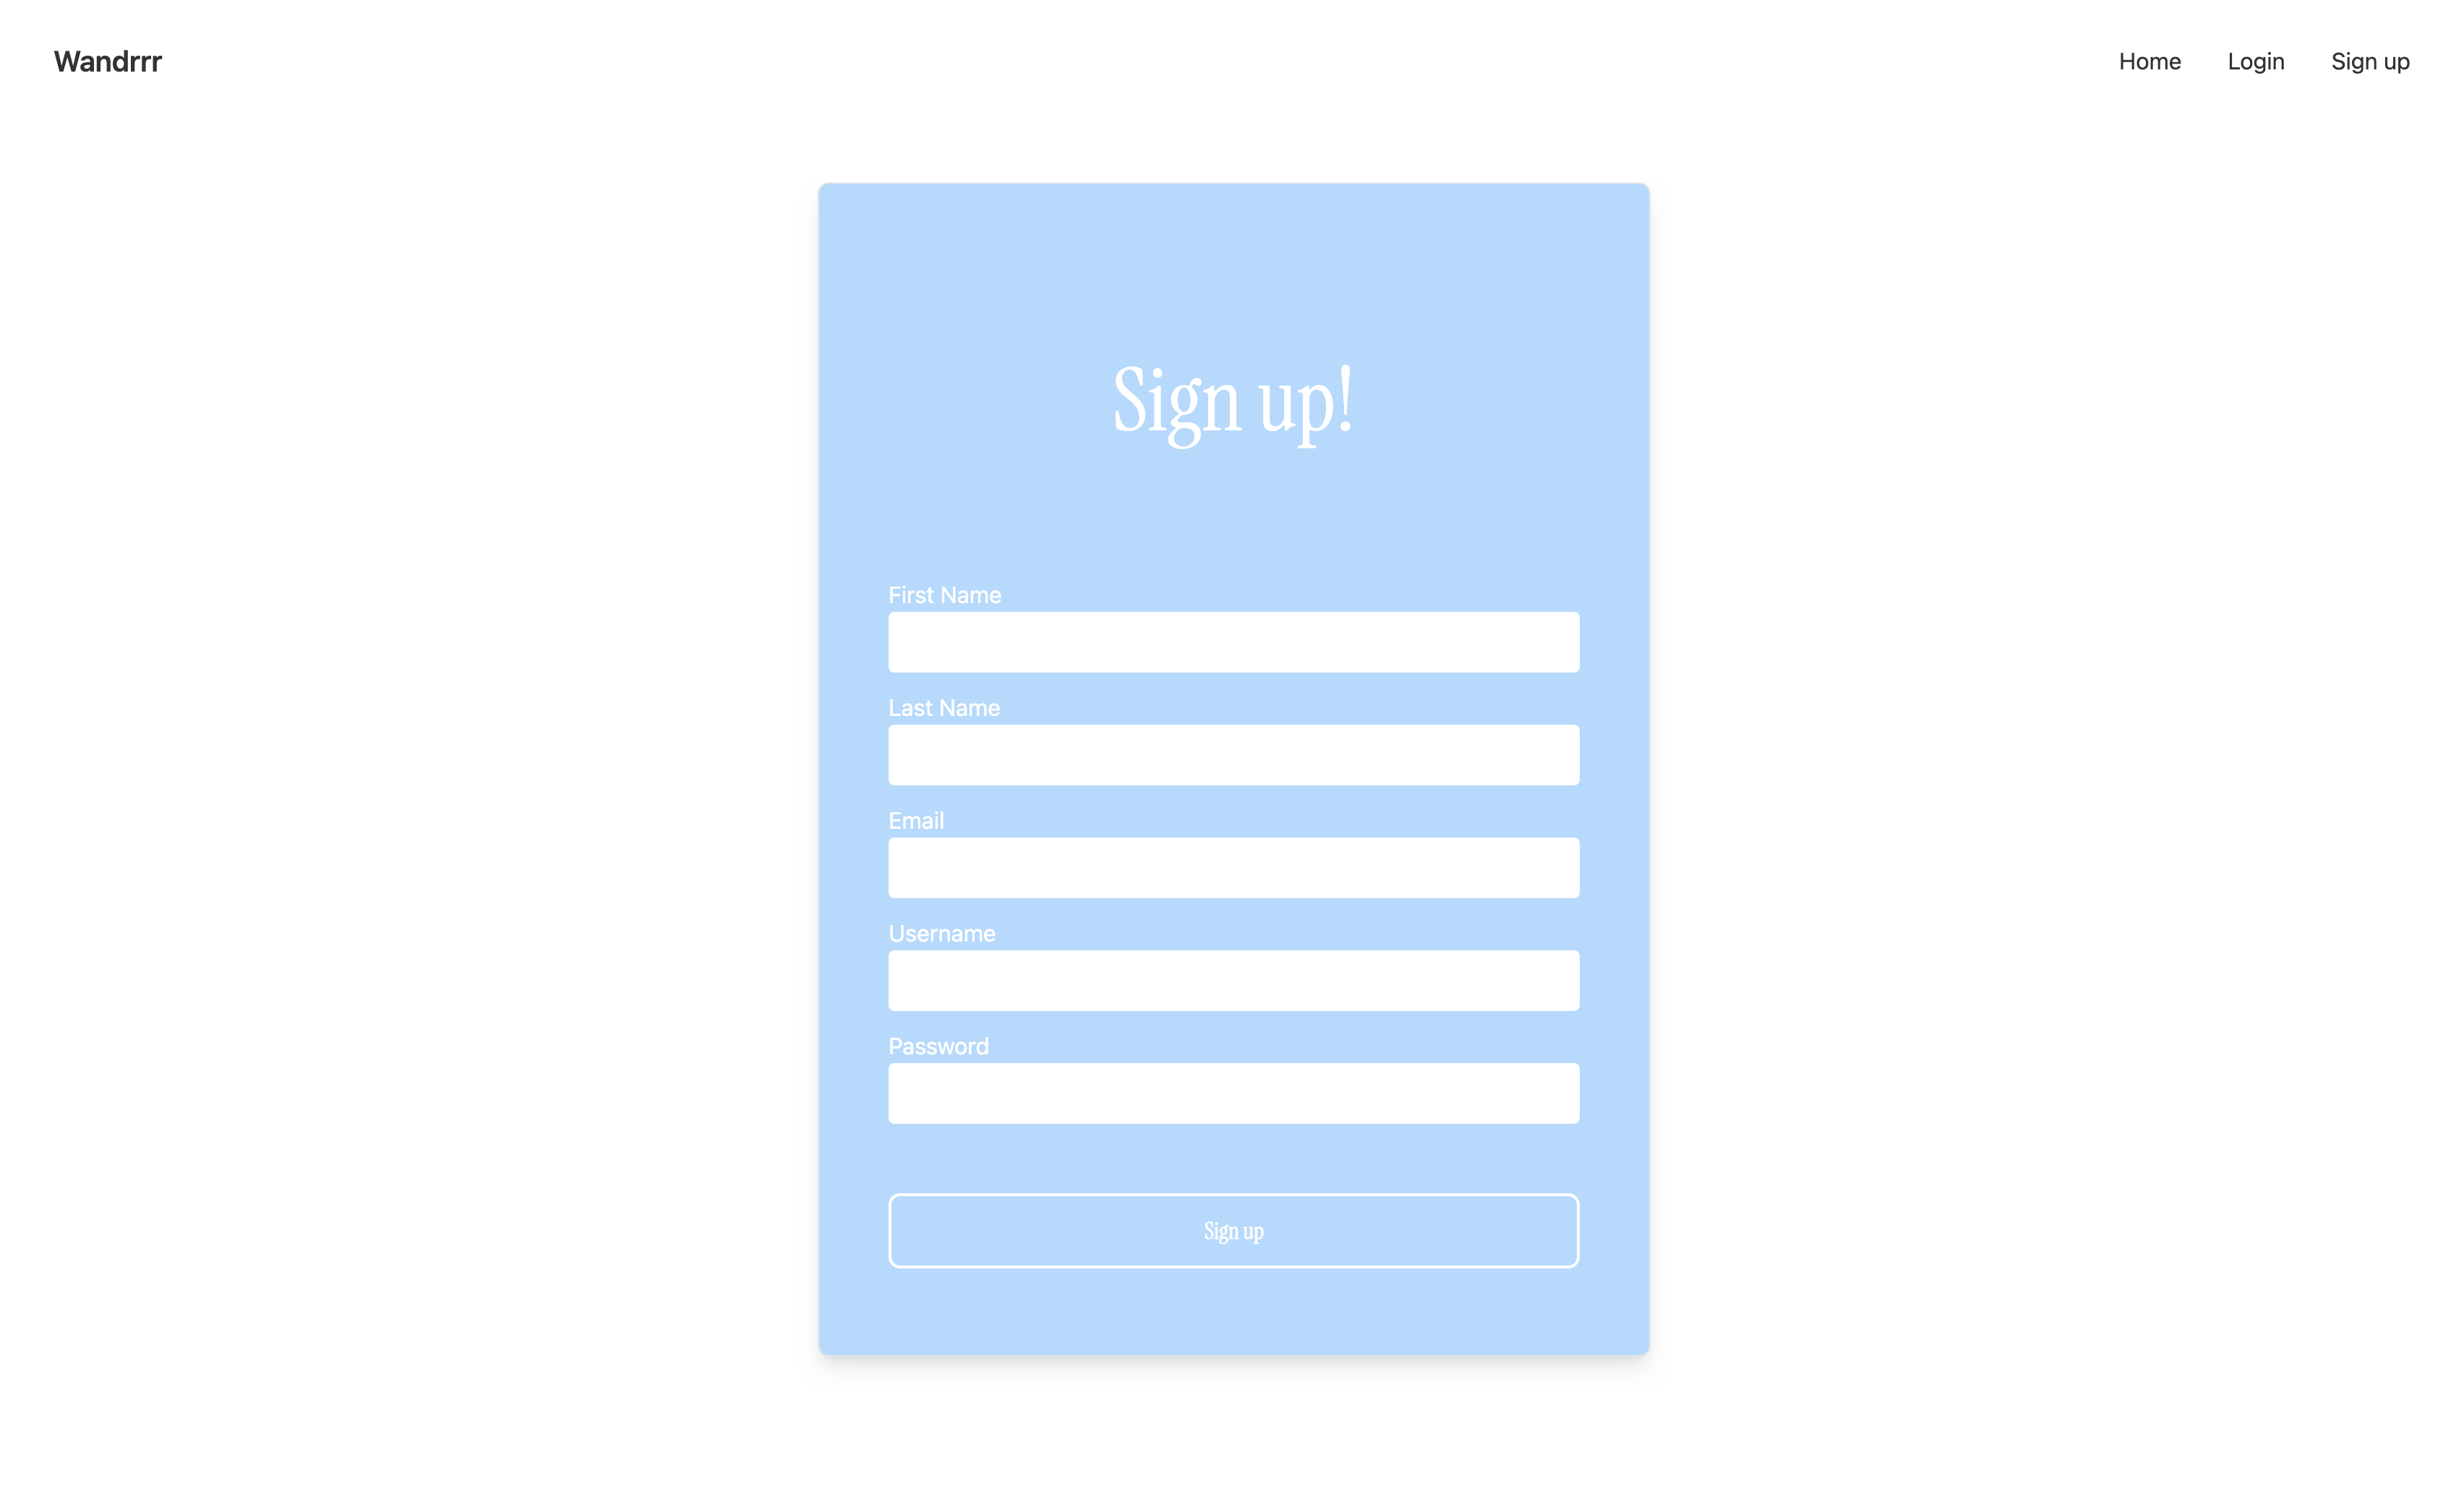 Wandrrr
Home Login Sign up
Sign up!
First Name
Last Name
Email
Username
Password
Sign up